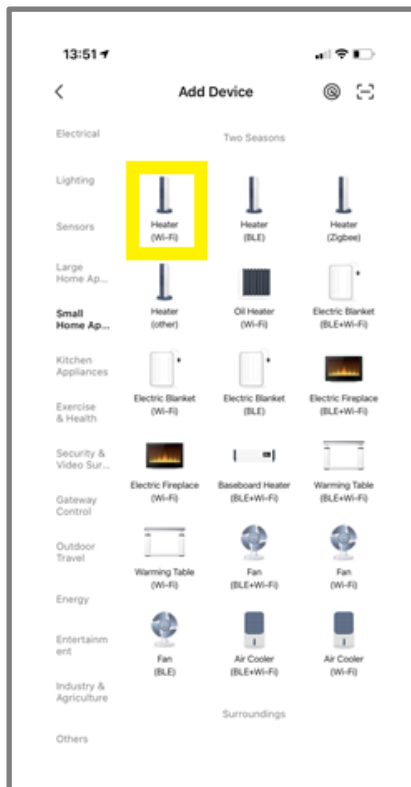 13:51
Add Device
Electrical
Lighting
Sensors
Large
Home Ap...
Small
Home Ap...
Kitchen
Appliances
Exercise
& Health
Security &
Video Sur...
Gateway
Control
Outdoor
Travel
Energy
Entertainm
ent
Industry &
Agriculture
Others
Two Seasons
Heater
(Wi-Fi)
Heater
(BLE)
Heater
(Zigbee)
Heater
(other)
Oil Heater
(Wi-Fi)
Electric Blanket
(BLE+Wi-Fi)
Electric Blanket
(Wi-Fi)
Electric Blanket
(BLE)
Electric Fireplace
(BLE+Wi-Fi)
Electric Fireplace
(Wi-Fi)
Baseboard Heater
(BLE+Wi-Fi)
Warming Table
(BLE+Wi-Fi)
Warming Table
(Wi-Fi)
Fan
(BLE+Wi-Fi)
Fan
(Wi-Fi)
Fan
(BLE)
Air Cooler
(BLE+Wi-Fi)
Air Cooler
(Wi-Fi)
Surroundings